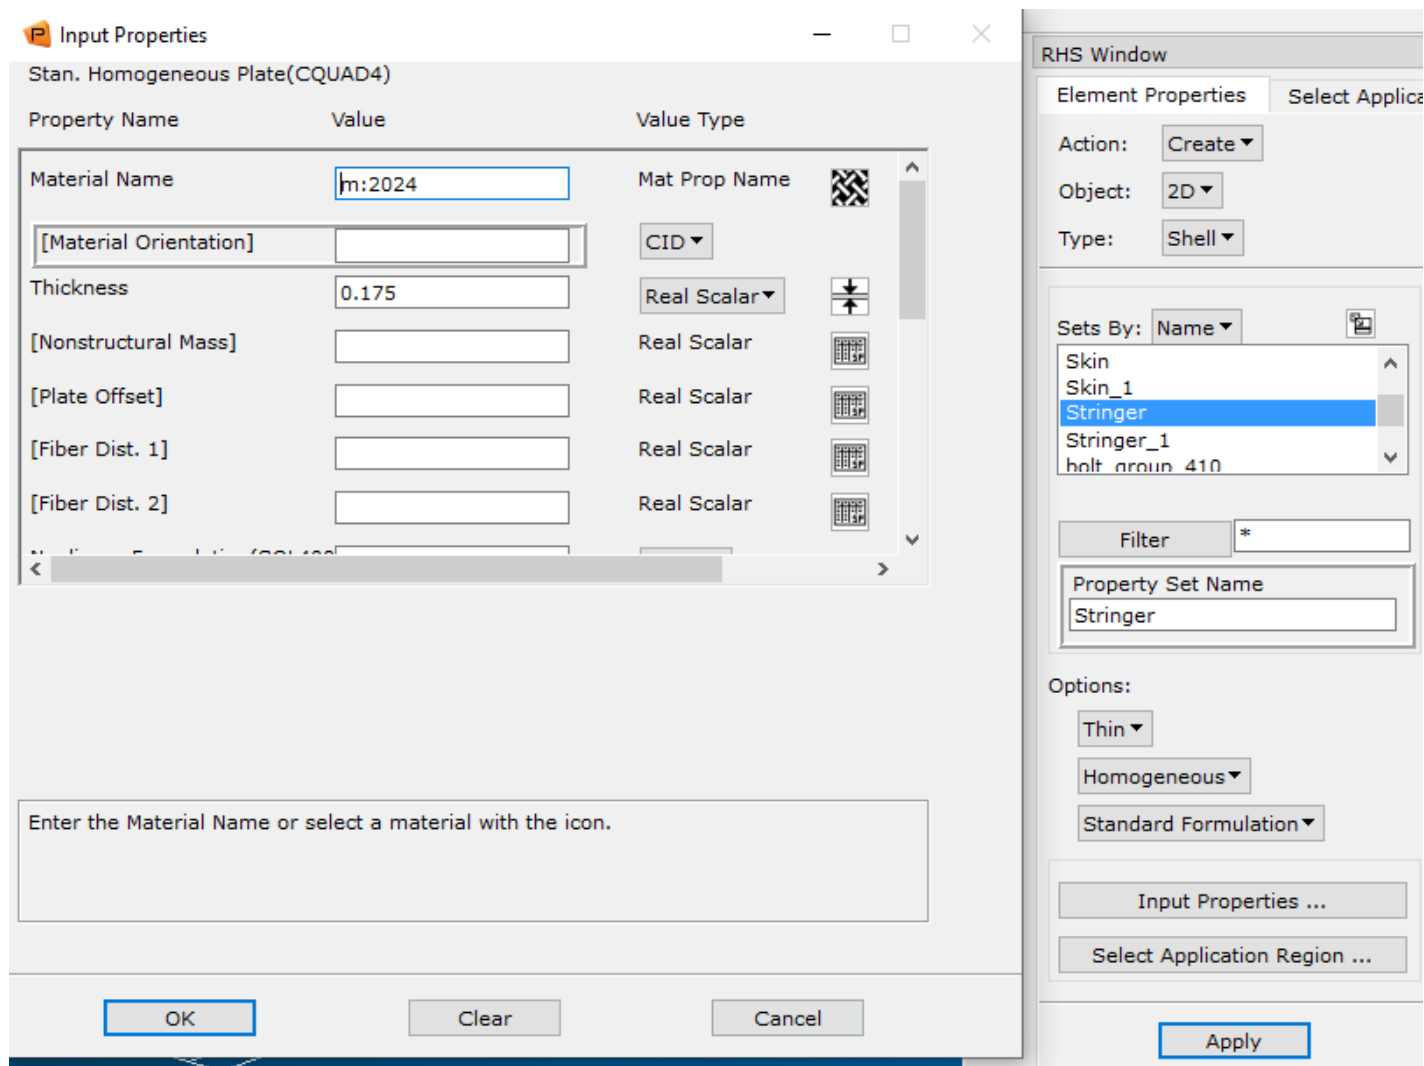 Input Properties
Stan. Homogeneous Plate(CQUAD4)
Property Name Value Value Type
Material Name m:2024 Mat Prop Name
[Material Orientation] CID
Thickness 0.175 Real Scalar
[Nonstructural Mass] Real Scalar
[Plate Offset] Real Scalar
[Fiber Dist. 1] Real Scalar
[Fiber Dist. 2] Real Scalar
Enter the Material Name or select a material with the icon.
OK Clear Cancel
RHS Window
Element Properties Select Applica
Action: Create
Object: 2D
Type: Shell
Sets By: Name
Skin
Skin_1
Stringer
Stringer_1
bolt_group_410
Filter *
Property Set Name
Stringer
Options:
Thin
Homogeneous
Standard Formulation
Input Properties ...
Select Application Region ...
Apply